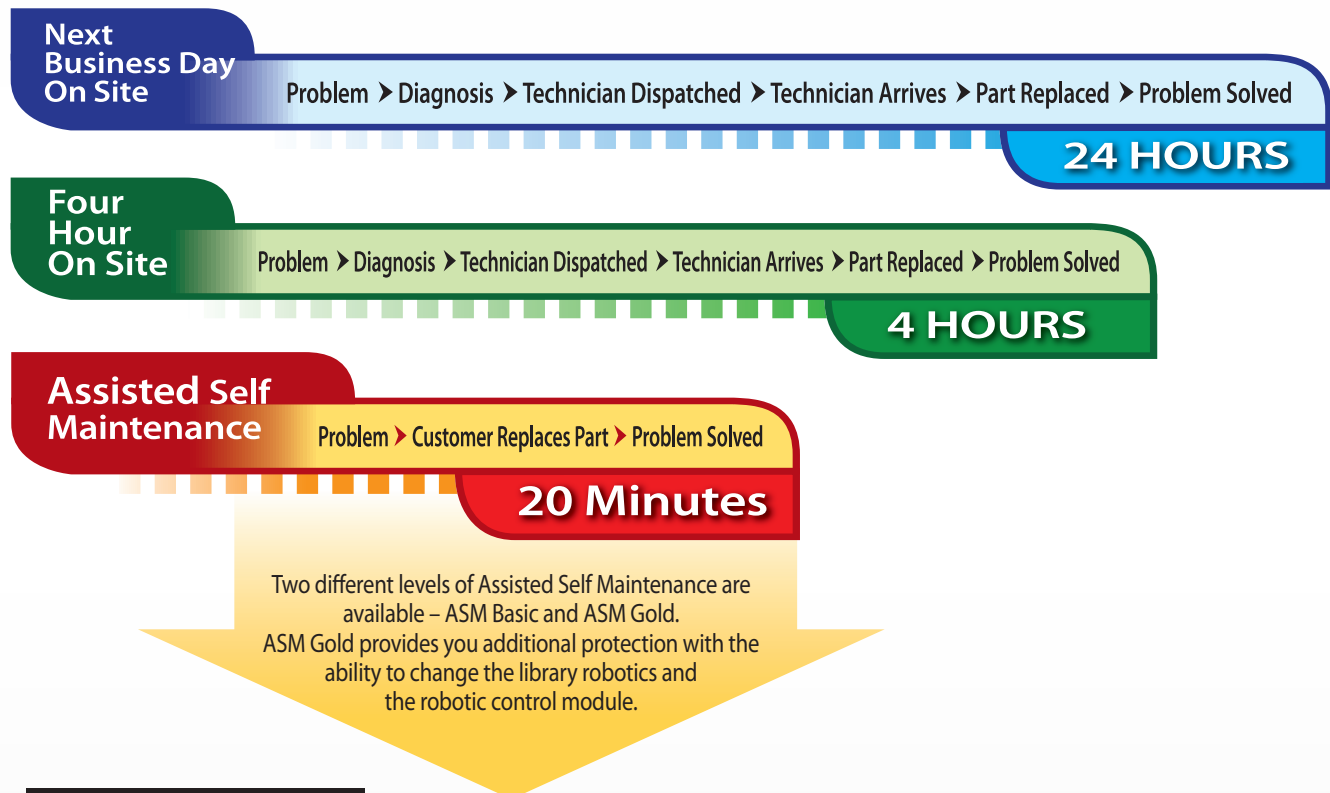 Next
Business Day
On Site
Problem ➤ Diagnosis ➤ Technician Dispatched ➤ Technician Arrives ➤ Part Replaced ➤ Problem Solved
24 HOURS
Four
Hour
On Site
Problem ➤ Diagnosis ➤ Technician Dispatched ➤ Technician Arrives ➤ Part Replaced ➤ Problem Solved
4 HOURS
Assisted Self
Maintenance
Problem ➤ Customer Replaces Part ➤ Problem Solved
20 Minutes
Two different levels of Assisted Self Maintenance are
available – ASM Basic and ASM Gold.
ASM Gold provides you additional protection with the
ability to change the library robotics and
the robotic control module.